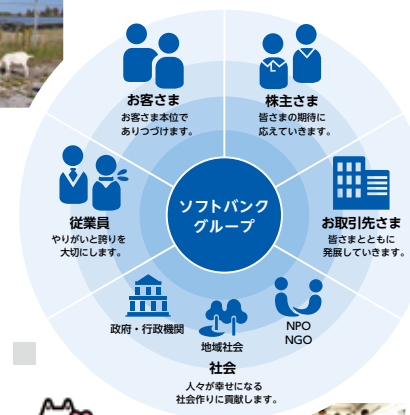 お客さま
お客さま本位で
ありつづけます。
株主さま
皆さまの期待に
応えていきます。
従業員
やりがいと誇りを
大切にします。
ソフトバンク
グループ
お取引先さま
皆さまとともに
発展していきます。
政府・行政機関
地域社会
NPO
NGO
社会
人々が幸せになる
社会作りに貢献します。